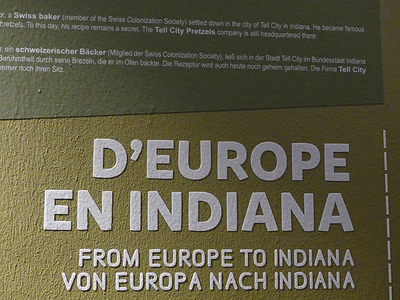 or, a Swiss baker (member of the Swiss Colonization Society) settled down in the city of Tell City in Indiana. He became famous
pretzels. To this day, his recipe remains a secret. The Tell City Pretzels company is still headquartered there.
r, ein schweizerischer Bäcker (Mitglied der Swiss Colonization Society), ließ sich in der Stadt Tell City im Bundesstaat Indiana
Berühmtheit durch seine Brezeln, die er im Ofen backte. Die Rezeptur wird auch heute noch geheim gehalten. Die Firma Tell City
immer noch ihren Sitz.
D'EUROPE
EN INDIANA
FROM EUROPE TO INDIANA
VON EUROPA NACH INDIANA